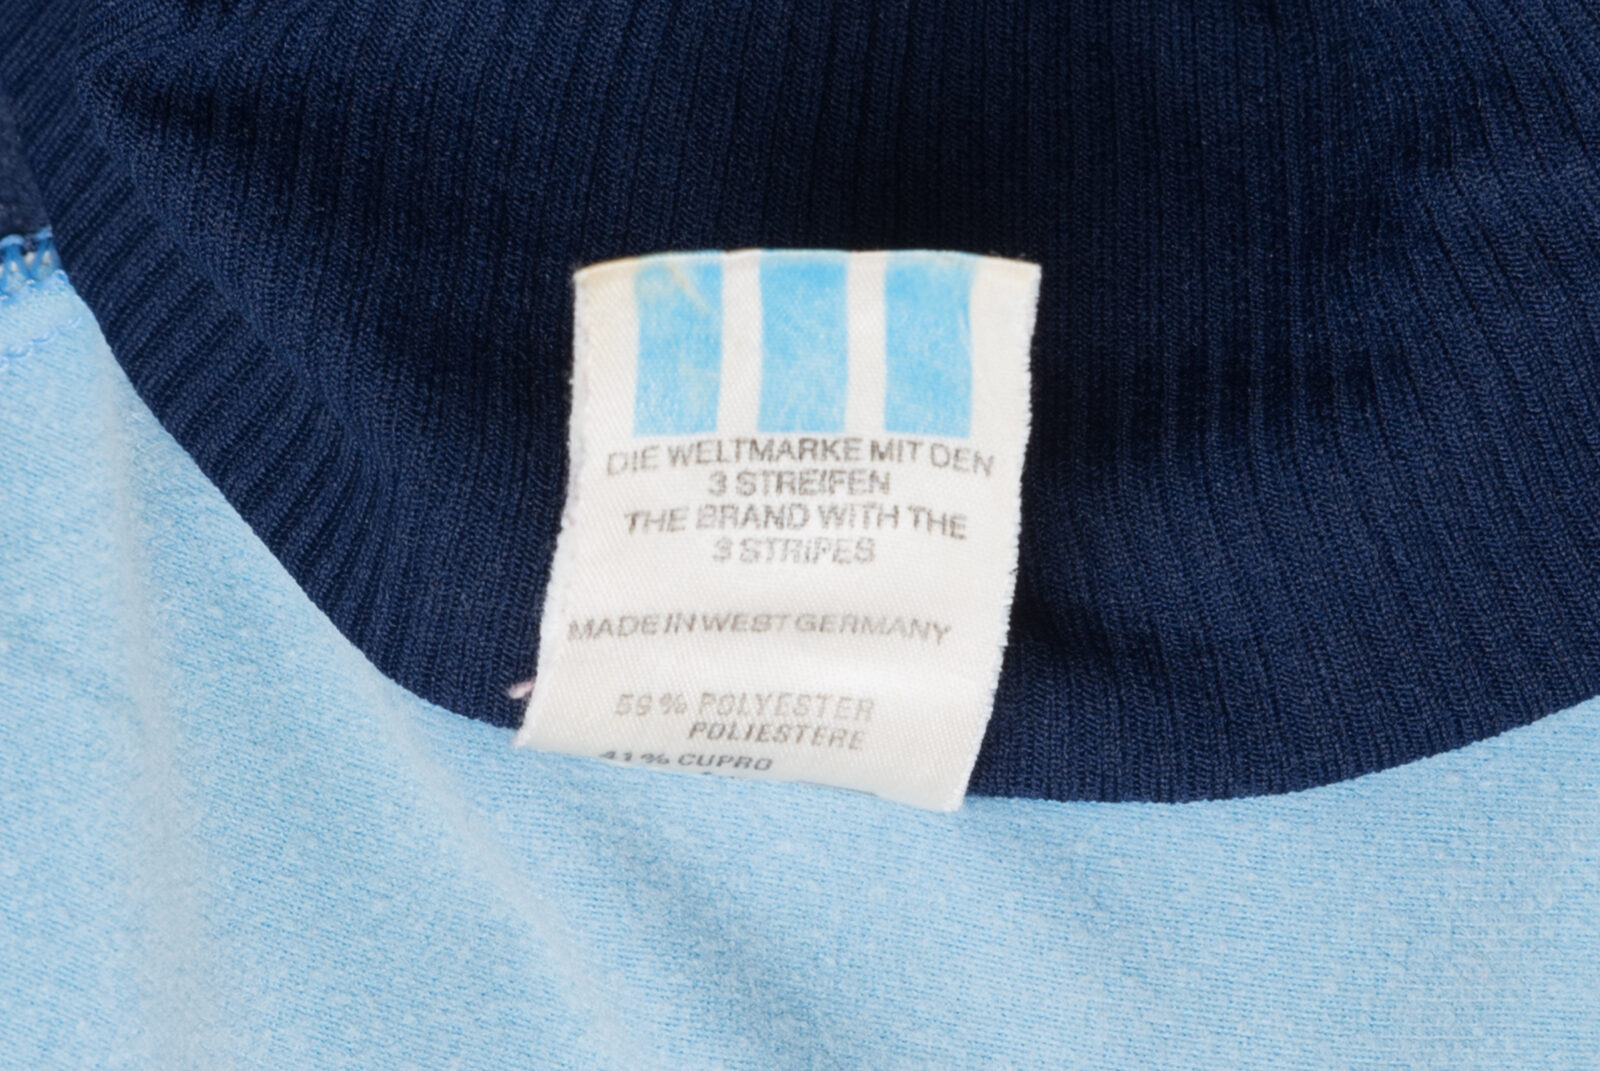 DIE WELTMARKE MIT DEN
3 STREIFEN
THE BRAND WITH THE
3 STRIPES
MADE IN WEST GERMANY
59% POLYESTER
POLIESTERE
41% CUPRO